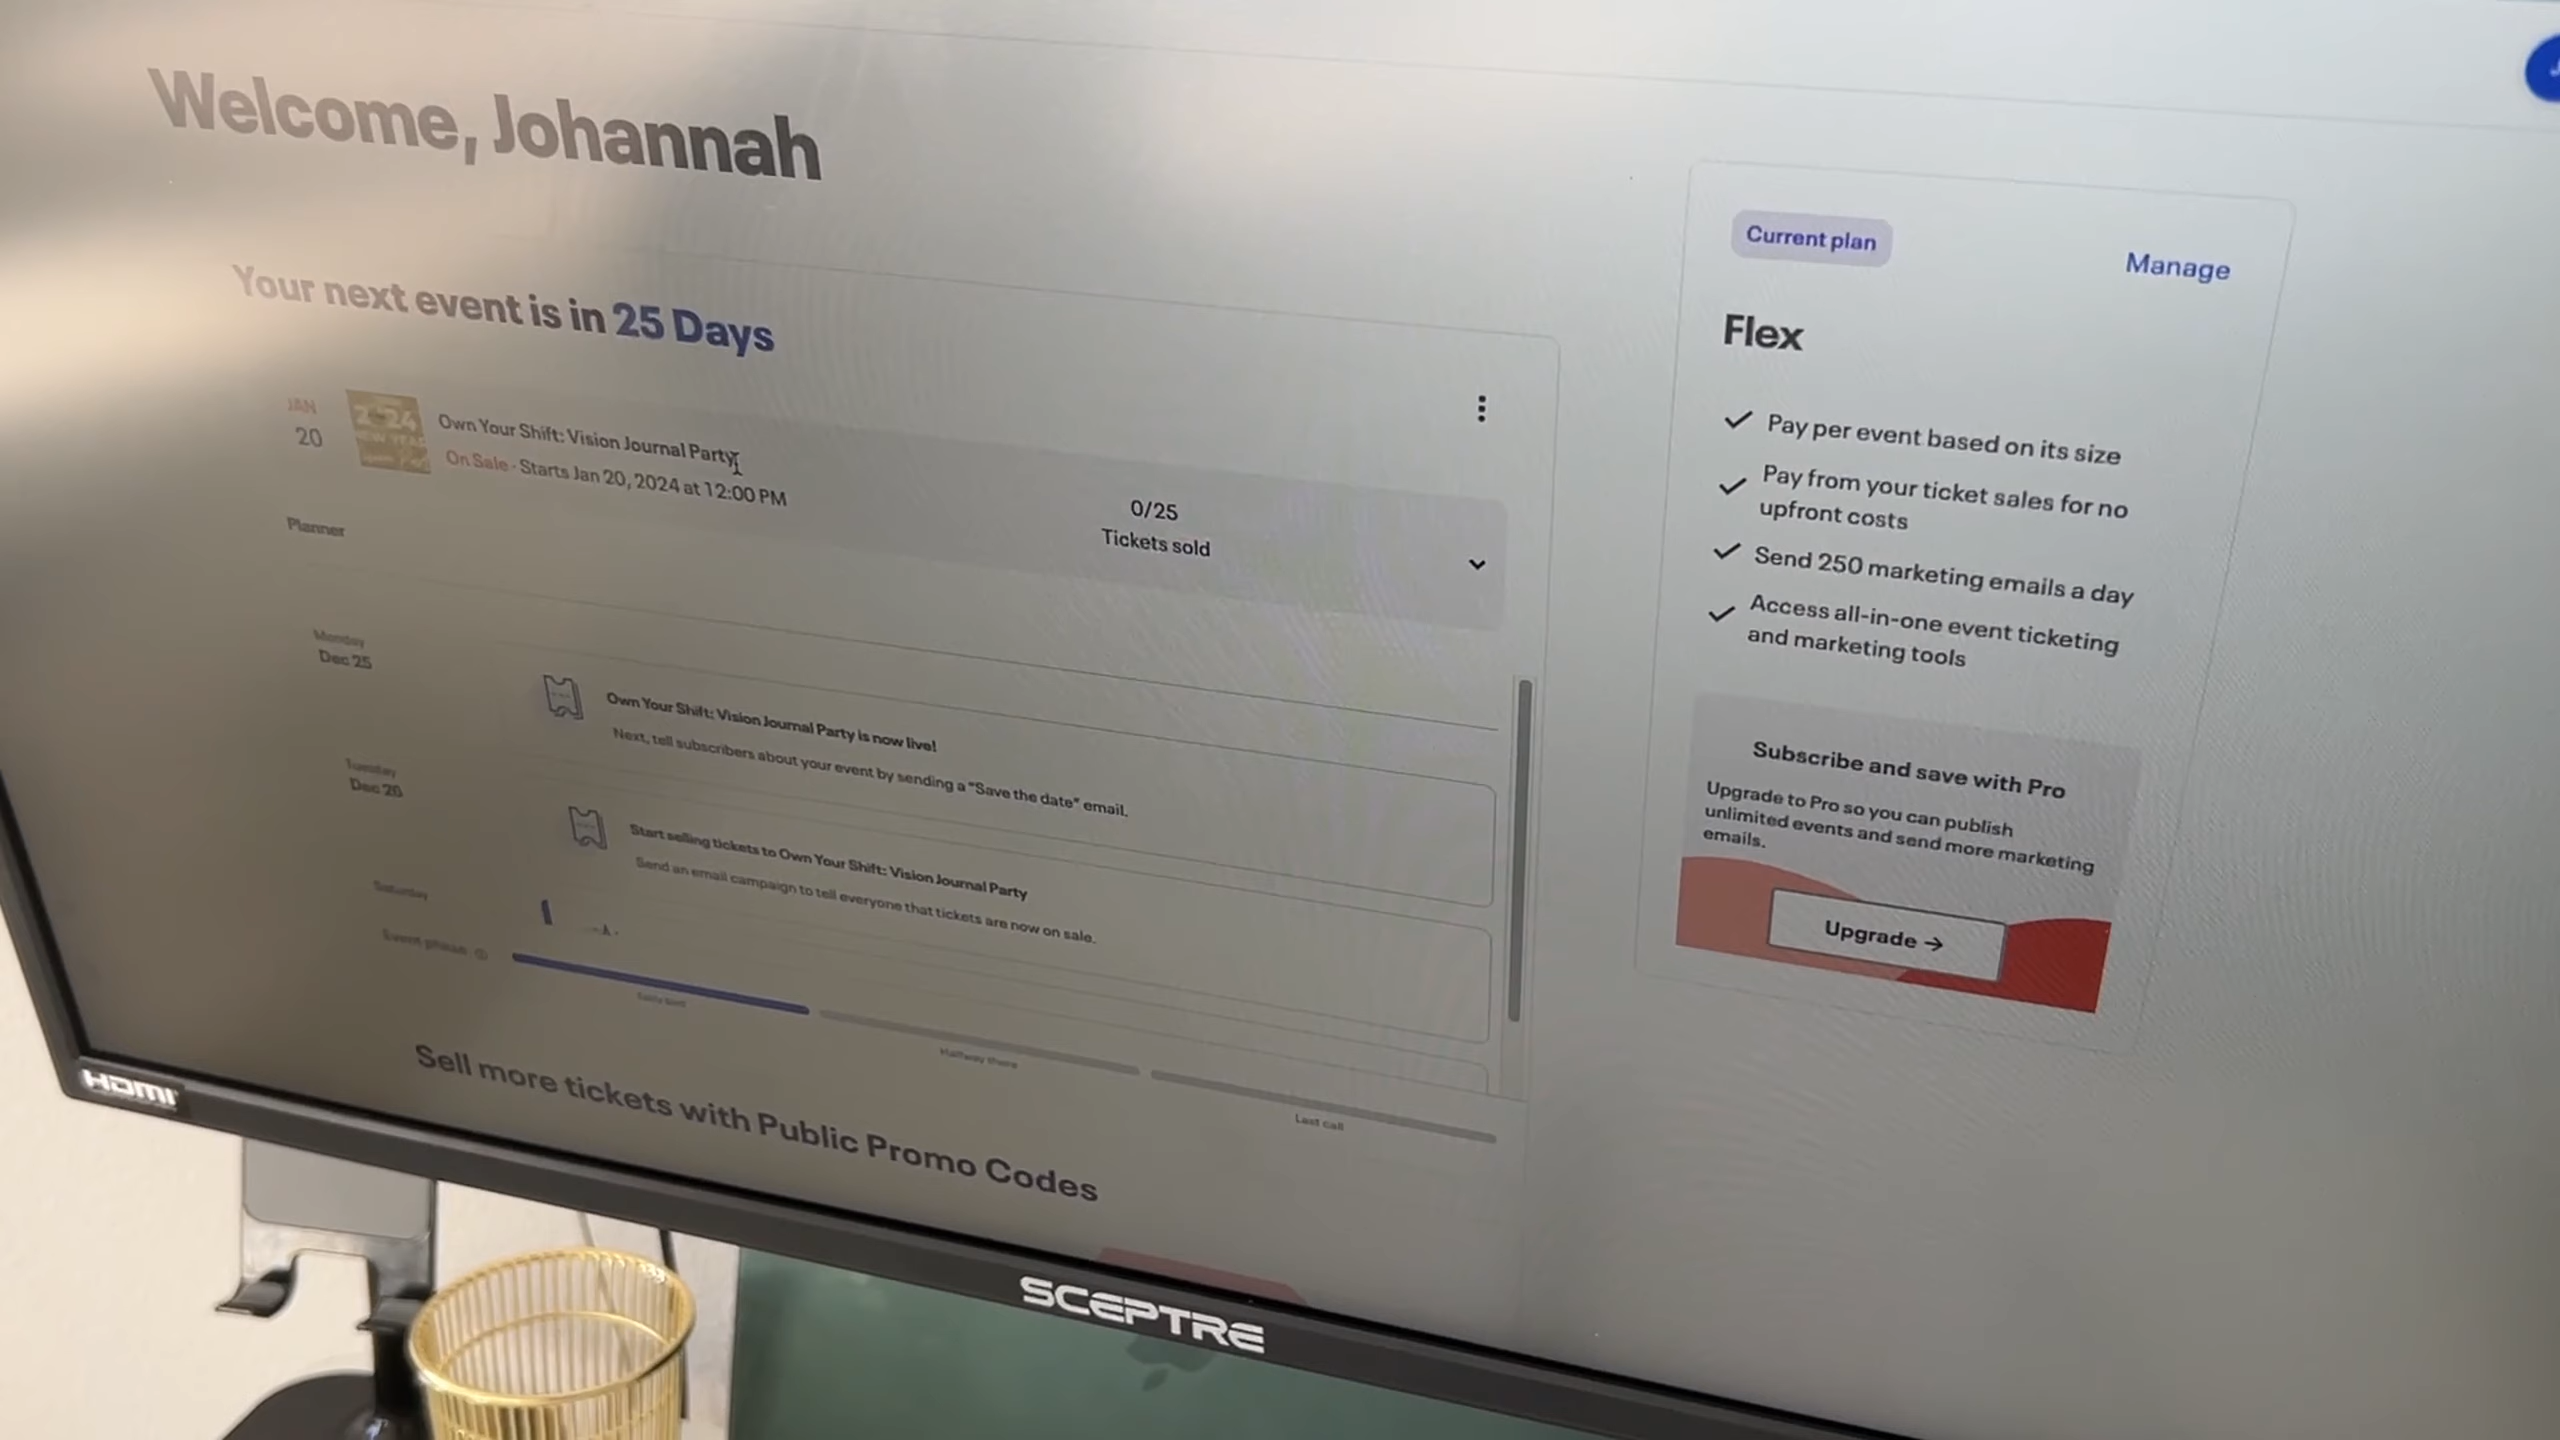 Welcome, Johannah
Your next event is in 25 Days
JAN
20
2024
NEW YEAR
Own Your Shift: Vision Journal Party
On Sale · Starts Jan 20, 2024 at 12:00 PM
0/25
Tickets sold
Planner
Monday
Dec 25
Own Your Shift: Vision Journal Party is now live!
Next, tell subscribers about your event by sending a "Save the date" email.
Tuesday
Dec 26
Start selling tickets to Own Your Shift: Vision Journal Party
Send an email campaign to tell everyone that tickets are now on sale.
Saturday
Event phase
Early bird
Halfway there
Last call
Sell more tickets with Public Promo Codes
Current plan
Manage
Flex
Pay per event based on its size
Pay from your ticket sales for no
upfront costs
Send 250 marketing emails a day
Access all-in-one event ticketing
and marketing tools
Subscribe and save with Pro
Upgrade to Pro so you can publish
unlimited events and send more marketing
emails.
Upgrade →
HDMI
SCEPTRE